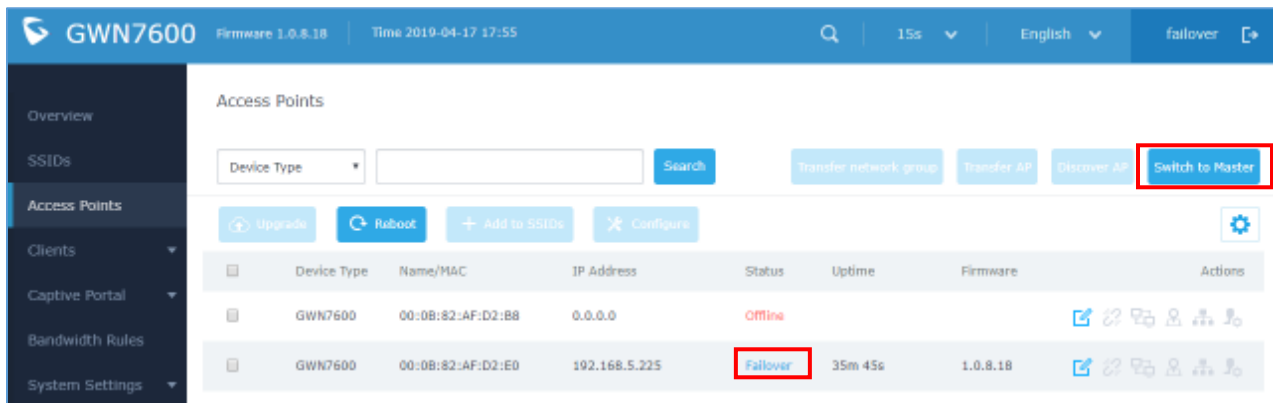 GWN7600 Firmware 1.0.8.18 Time 2019-04-17 17:55 15s English failover
Overview
SSIDs
Access Points
Clients
Captive Portal
Bandwidth Rules
System Settings
Access Points
Device Type Search Transfer network group Transfer AP Discover AP Switch to Master
Upgrade Reboot Add to SSIDs Configure
Device Type Name/MAC IP Address Status Uptime Firmware Actions
GWN7600 00:0B:82:AF:D2:B8 0.0.0.0 Offline
GWN7600 00:0B:82:AF:D2:E0 192.168.5.225 Failover 35m 45s 1.0.8.18